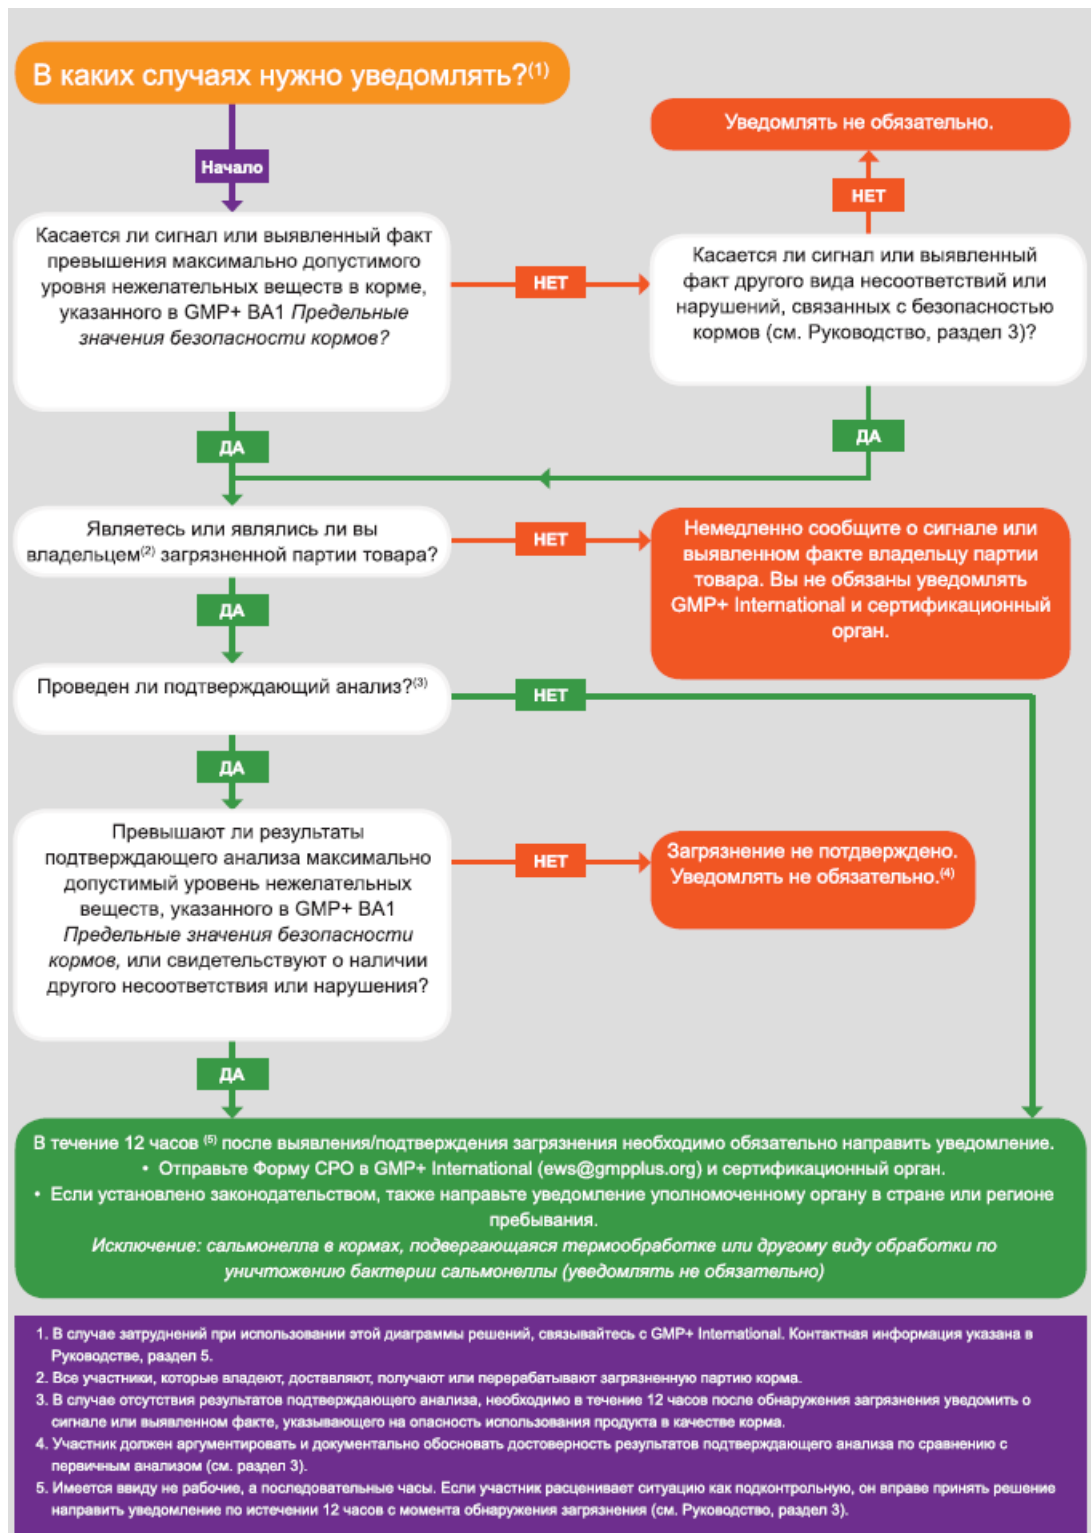 В каких случаях нужно уведомлять?(1)
Начало
Уведомлять не обязательно.
НЕТ
Касается ли сигнал или выявленный факт
превышения максимально допустимого
уровня нежелательных веществ в корме,
указанного в GMP+ BA1 Предельные
значения безопасности кормов?
НЕТ
Касается ли сигнал или выявленный
факт другого вида несоответствий или
нарушений, связанных с безопасностью
кормов (см. Руководство, раздел 3)?
ДА
ДА
Являетесь или являлись ли вы
владельцем(2) загрязненной партии товара?
НЕТ
Немедленно сообщите о сигнале или
выявленном факте владельцу партии
товара. Вы не обязаны уведомлять
GMP+ International и сертификационный
орган.
ДА
Проведен ли подтверждающий анализ?(3)
НЕТ
ДА
Превышают ли результаты
подтверждающего анализа максимально
допустимый уровень нежелательных
веществ, указанного в GMP+ BA1
Предельные значения безопасности
кормов, или свидетельствуют о наличии
другого несоответствия или нарушения?
НЕТ
Загрязнение не потдверждено.
Уведомлять не обязательно.(4)
ДА
В течение 12 часов (5) после выявления/подтверждения загрязнения необходимо обязательно направить уведомление.
• Отправьте Форму СРО в GMP+ International (ews@gmpplus.org) и сертификационный орган.
• Если установлено законодательством, также направьте уведомление уполномоченному органу в стране или регионе
пребывания.
Исключение: сальмонелла в кормах, подвергающаяся термообработке или другому виду обработки по
уничтожению бактерии сальмонеллы (уведомлять не обязательно)
1. В случае затруднений при использовании этой диаграммы решений, связывайтесь с GMP+ International. Контактная информация указана в
Руководстве, раздел 5.
2. Все участники, которые владеют, доставляют, получают или перерабатывают загрязненную партию корма.
3. В случае отсутствия результатов подтверждающего анализа, необходимо в течение 12 часов после обнаружения загрязнения уведомить о
сигнале или выявленном факте, указывающего на опасность использования продукта в качестве корма.
4. Участник должен аргументировать и документально обосновать достоверность результатов подтверждающего анализа по сравнению с
первичным анализом (см. раздел 3).
5. Имеется ввиду не рабочие, а последовательные часы. Если участник расценивает ситуацию как подконтрольную, он вправе принять решение
направить уведомление по истечении 12 часов с момента обнаружения загрязнения (см. Руководство, раздел 3).